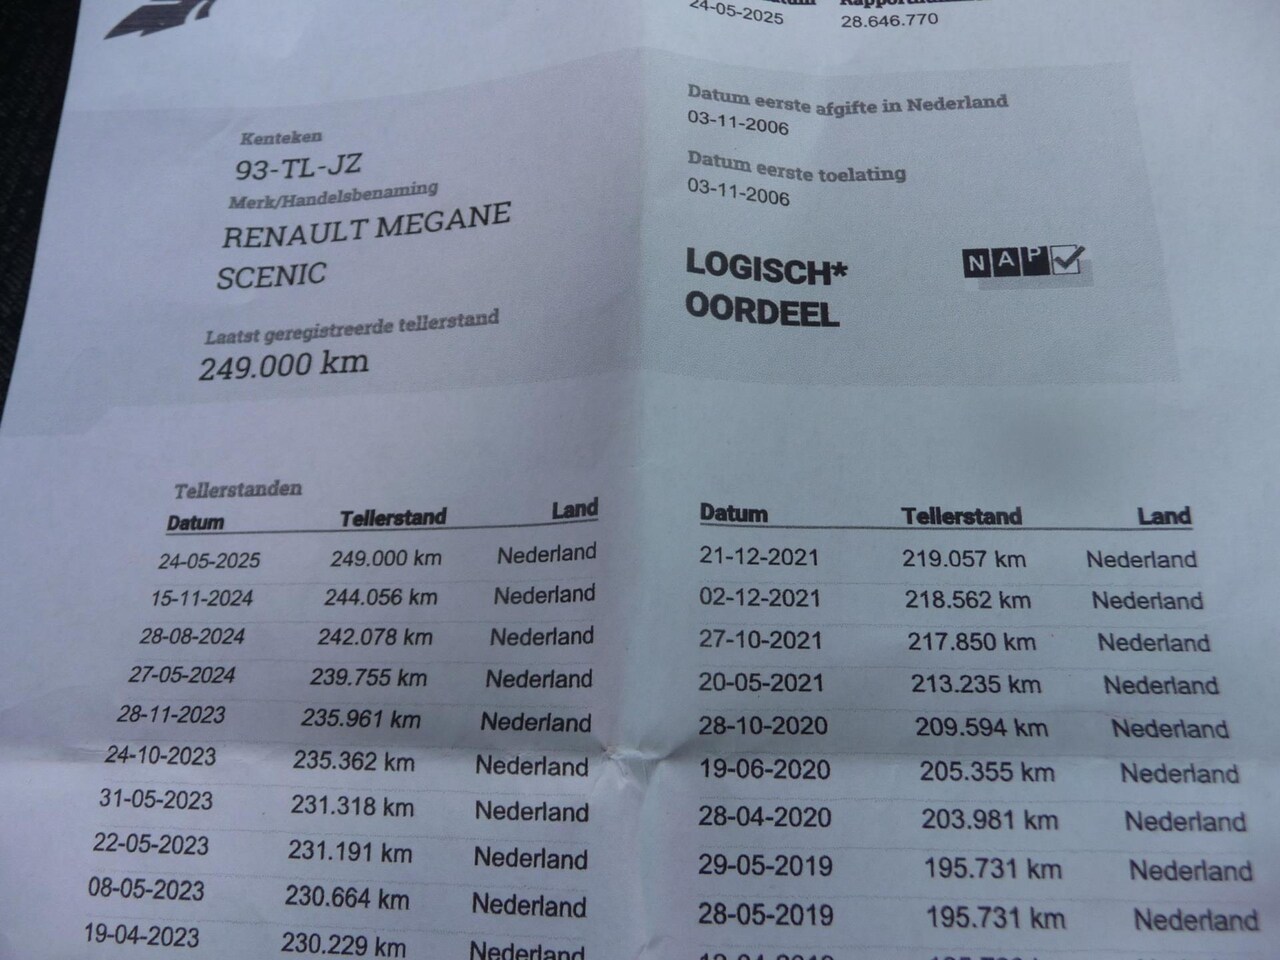 24-05-2025
28.646.770
Kenteken
93-TL-JZ
Merk/Handelsbenaming
RENAULT MEGANE
SCENIC
Laatst geregistreerde tellerstand
249.000 km
Datum eerste afgifte in Nederland
03-11-2006
Datum eerste toelating
03-11-2006
LOGISCH*
OORDEEL
NAP
Tellerstanden
Datum Tellerstand Land
24-05-2025 249.000 km Nederland
15-11-2024 244.056 km Nederland
28-08-2024 242.078 km Nederland
27-05-2024 239.755 km Nederland
28-11-2023 235.961 km Nederland
24-10-2023 235.362 km Nederland
31-05-2023 231.318 km Nederland
22-05-2023 231.191 km Nederland
08-05-2023 230.664 km Nederland
19-04-2023 230.229 km Nederland
Datum Tellerstand Land
21-12-2021 219.057 km Nederland
02-12-2021 218.562 km Nederland
27-10-2021 217.850 km Nederland
20-05-2021 213.235 km Nederland
28-10-2020 209.594 km Nederland
19-06-2020 205.355 km Nederland
28-04-2020 203.981 km Nederland
29-05-2019 195.731 km Nederland
28-05-2019 195.731 km Nederland